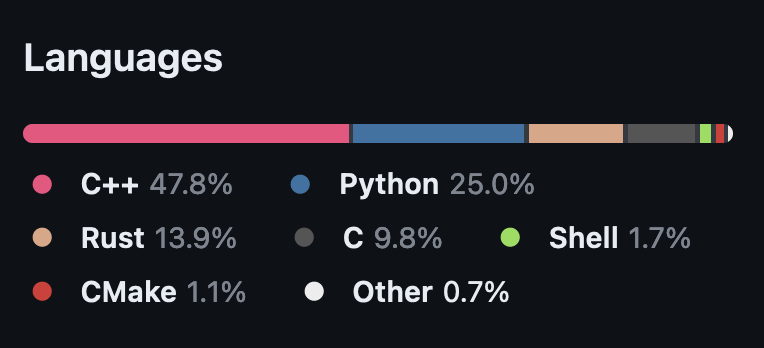 Languages
C++ 47.8% Python 25.0%
Rust 13.9% C 9.8% Shell 1.7%
CMake 1.1% Other 0.7%